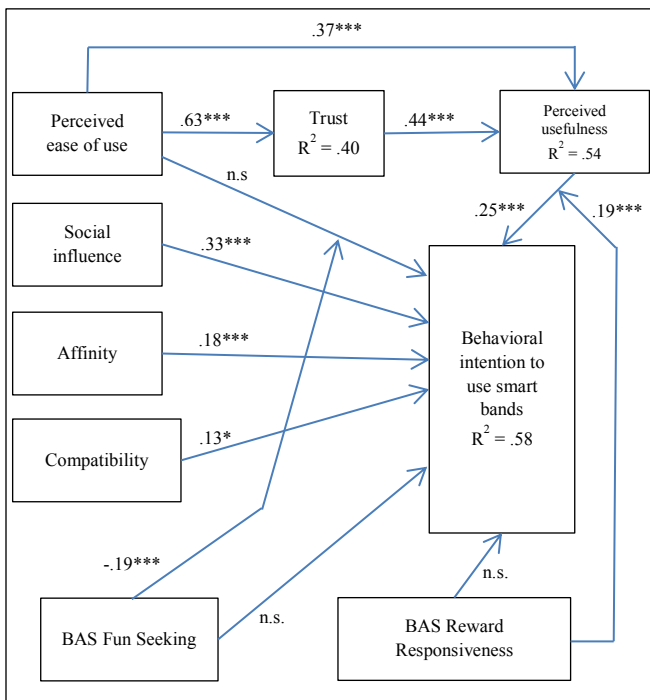 .37***
Perceived
ease of use
.63***
Trust
R² = .40
.44***
Perceived
usefulness
R² = .54
n.s
.25***
.19***
Social
influence
.33***
Affinity
.18***
Behavioral
intention to
use smart
bands
R² = .58
Compatibility
.13*
-.19***
n.s.
n.s.
BAS Fun Seeking
BAS Reward
Responsiveness